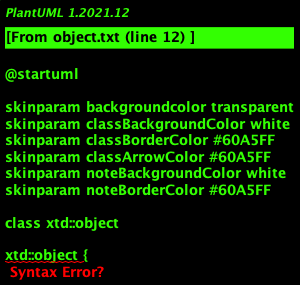 PlantUML 1.2021.12
[From object.txt (line 12) ]
@startuml
skinparam backgroundcolor transparent
skinparam classBackgroundColor white
skinparam classBorderColor #60A5FF
skinparam classArrowColor #60A5FF
skinparam noteBackgroundColor white
skinparam noteBorderColor #60A5FF
class xtd::object
xtd::object {
Syntax Error?